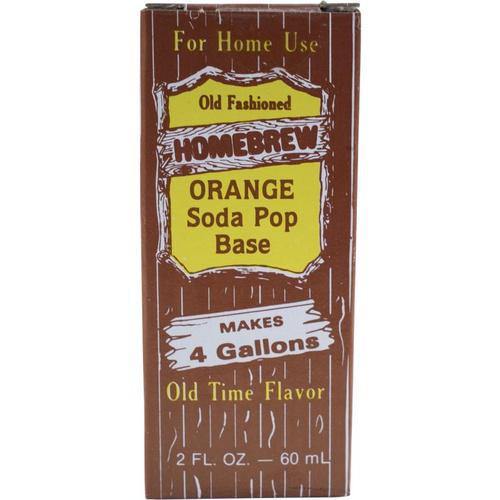 For Home Use
Old Fashioned
HOMEBREW
ORANGE
Soda Pop
Base
MAKES
4 Gallons
Old Time Flavor
2 FL. OZ. — 60 mL